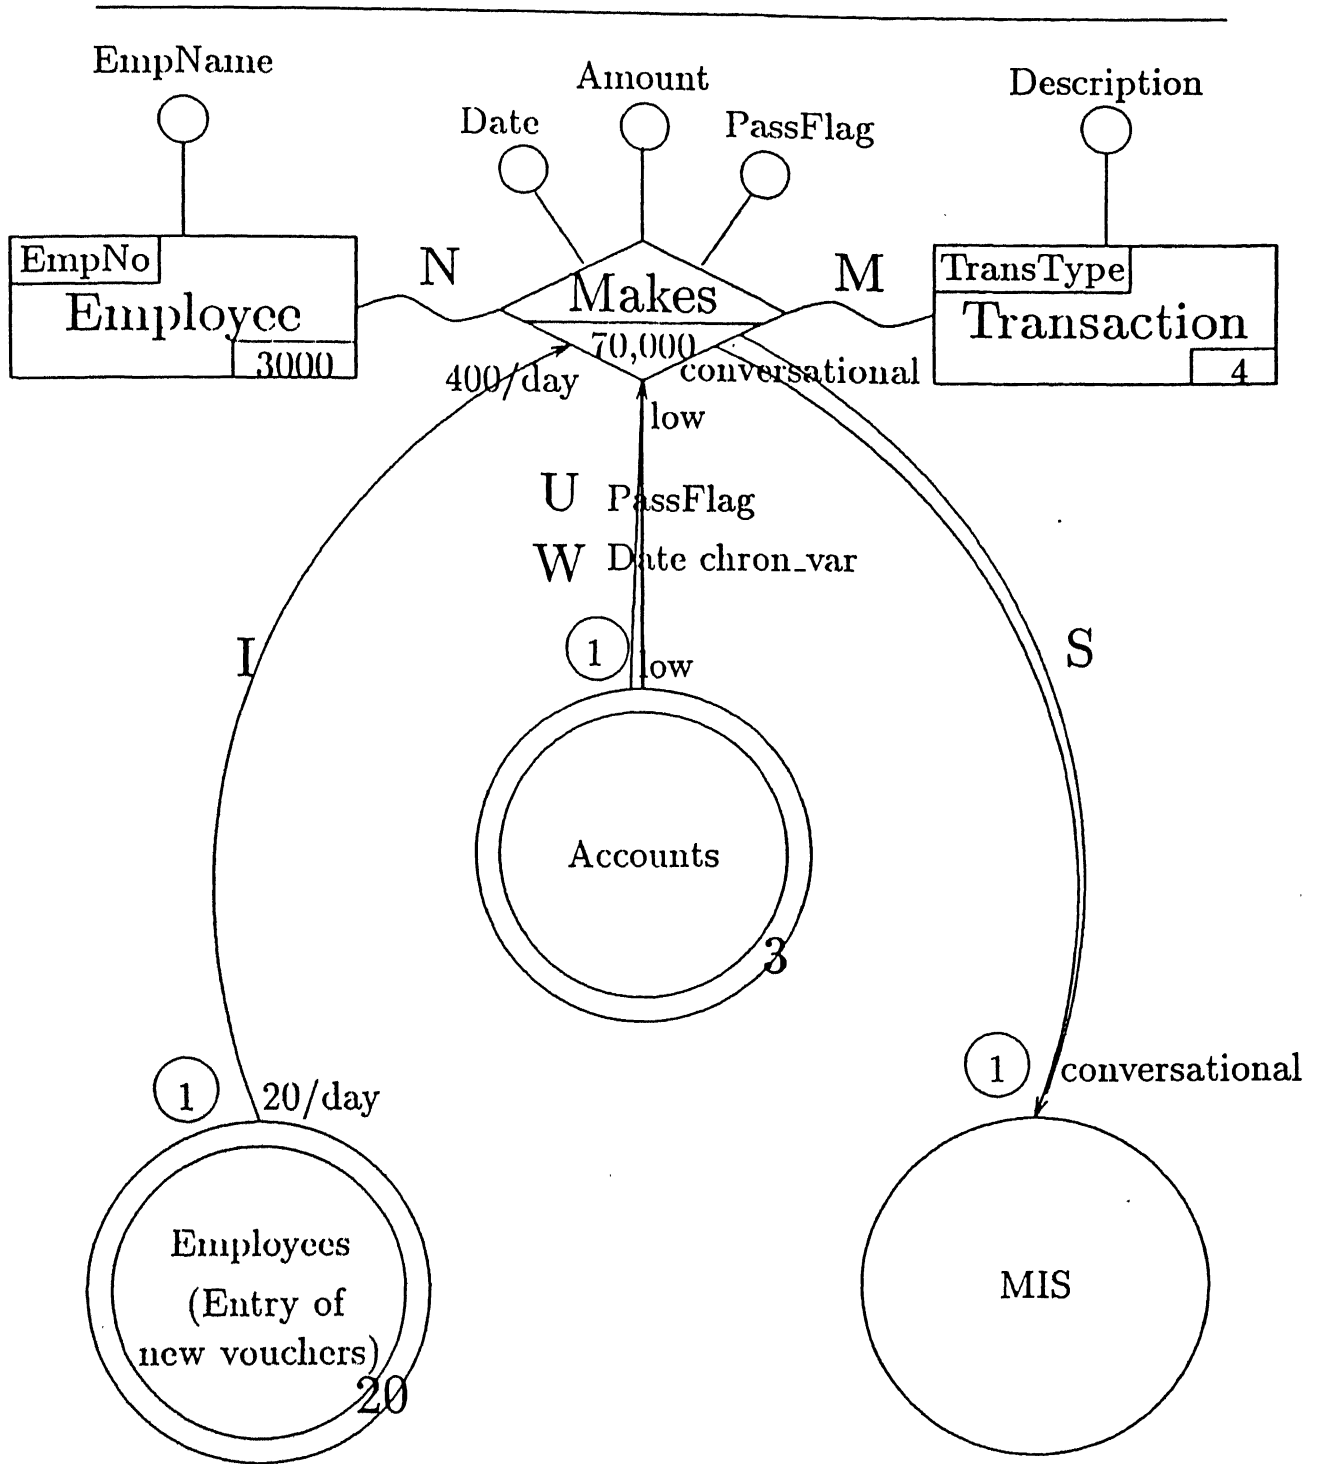 EmpName
Amount
Description
Date
PassFlag
EmpNo
N
Makes
M
TransType
Employee
Transaction
3000
70,000
4
400/day
conversational
low
U PassFlag
W Date chron_var
I
1
low
S
Accounts
3
1
20/day
1
conversational
Employees
(Entry of
new vouchers)
20
MIS